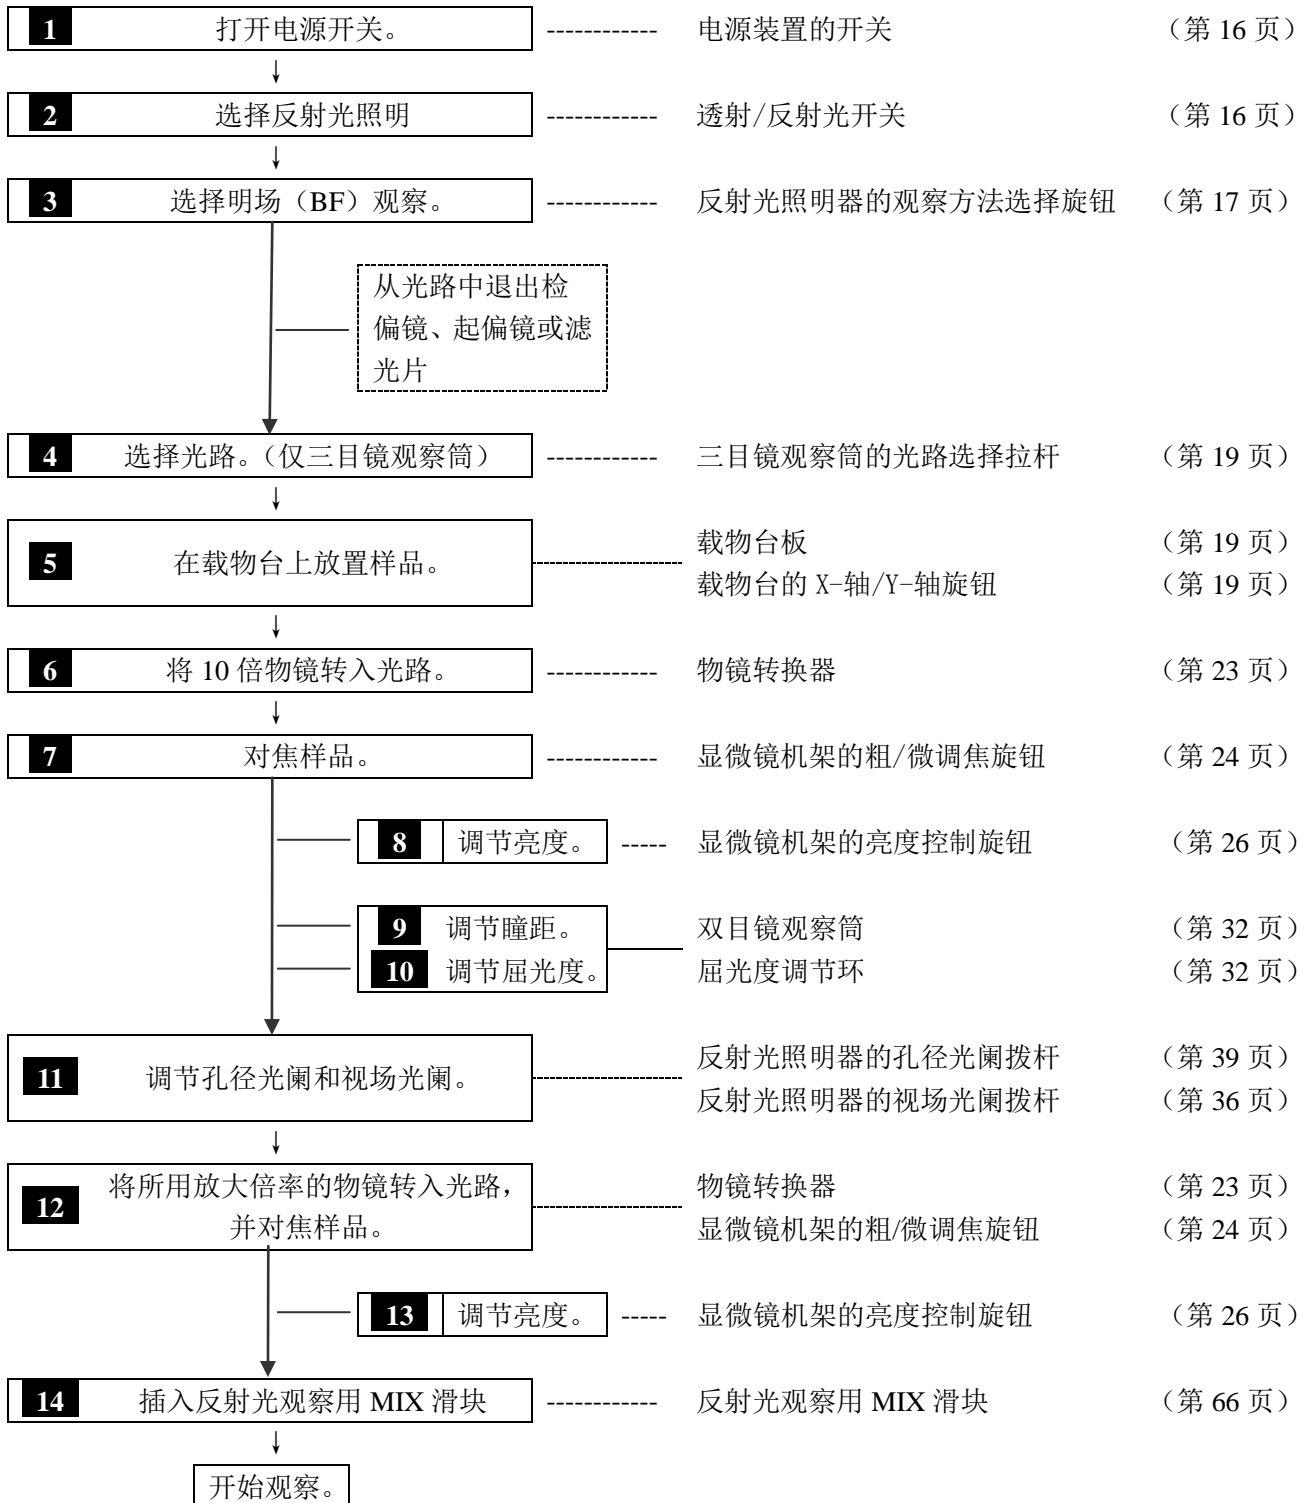 1 打开电源开关。 ------------ 电源装置的开关 （第 16 页）
↓
2 选择反射光照明 ------------ 透射/反射光开关 （第 16 页）
↓
3 选择明场（BF）观察。 ------------ 反射光照明器的观察方法选择旋钮 （第 17 页）
从光路中退出检
偏镜、起偏镜或滤
光片
4 选择光路。（仅三目镜观察筒） ------------ 三目镜观察筒的光路选择拉杆 （第 19 页）
↓
5 在载物台上放置样品。
载物台板 （第 19 页）
载物台的 X-轴/Y-轴旋钮 （第 19 页）
↓
6 将 10 倍物镜转入光路。 ------------ 物镜转换器 （第 23 页）
↓
7 对焦样品。 ------------ 显微镜机架的粗/微调焦旋钮 （第 24 页）
8 调节亮度。 ----- 显微镜机架的亮度控制旋钮 （第 26 页）
9 调节瞳距。 双目镜观察筒 （第 32 页）
10 调节屈光度。 屈光度调节环 （第 32 页）
11 调节孔径光阑和视场光阑。
反射光照明器的孔径光阑拨杆 （第 39 页）
反射光照明器的视场光阑拨杆 （第 36 页）
↓
12 将所用放大倍率的物镜转入光路， 物镜转换器 （第 23 页）
并对焦样品。 显微镜机架的粗/微调焦旋钮 （第 24 页）
13 调节亮度。 ----- 显微镜机架的亮度控制旋钮 （第 26 页）
14 插入反射光观察用 MIX 滑块 ------------ 反射光观察用 MIX 滑块 （第 66 页）
↓
开始观察。